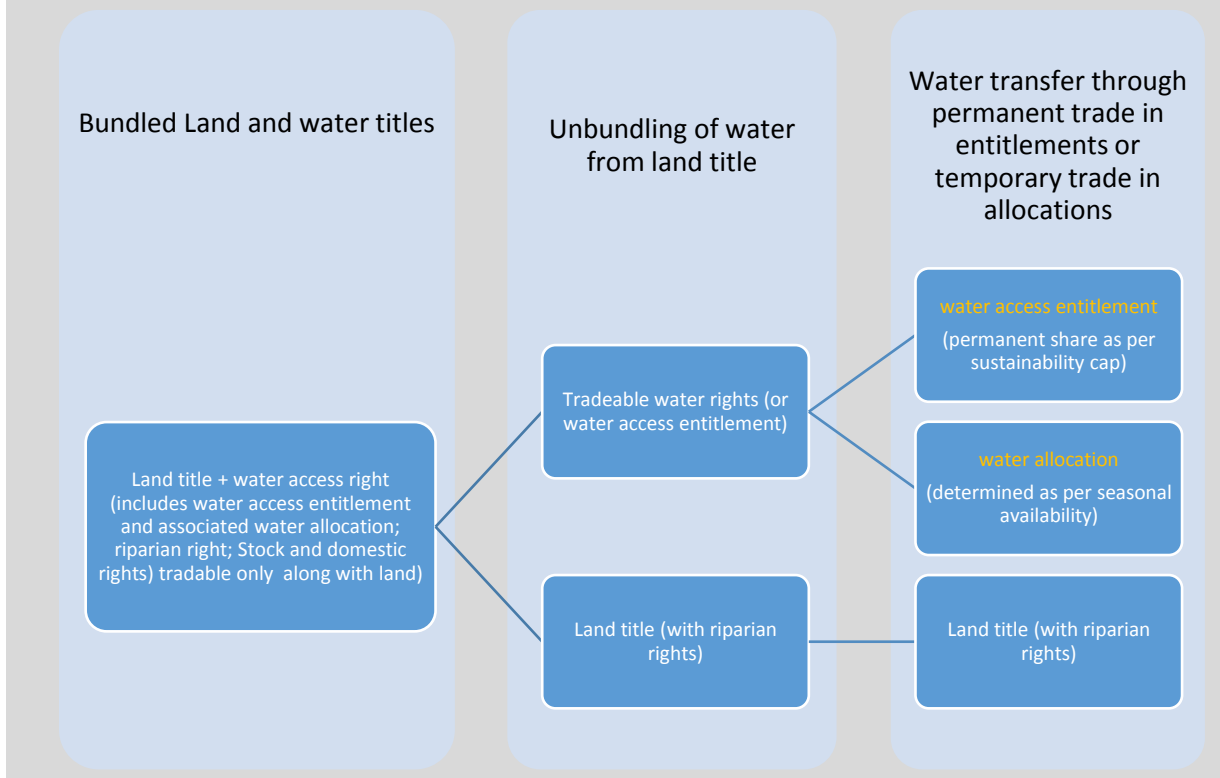 Bundled Land and water titles
Land title + water access right
(includes water access entitlement
and associated water allocation;
riparian right; Stock and domestic
rights) tradable only  along with land)
Unbundling of water
from land title
Tradeable water rights (or
water access entitlement)
Land title (with riparian
rights)
Water transfer through
permanent trade in
entitlements or
temporary trade in
allocations
water access entitlement
(permanent share as per
sustainability cap)
water allocation
(determined as per seasonal
availability)
Land title (with riparian
rights)